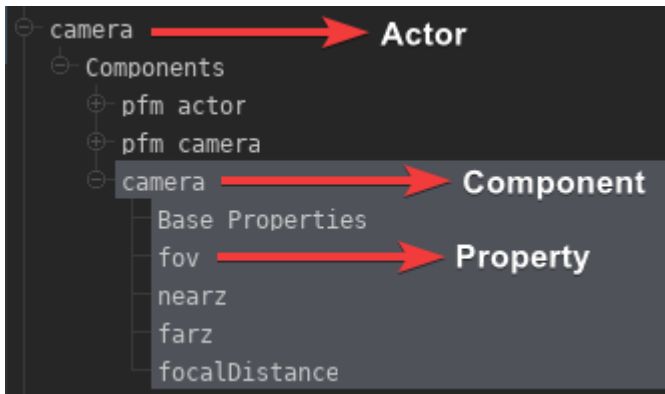 camera Actor
Components
pfm actor
pfm camera
camera Component
Base Properties
fov Property
nearz
farz
focalDistance